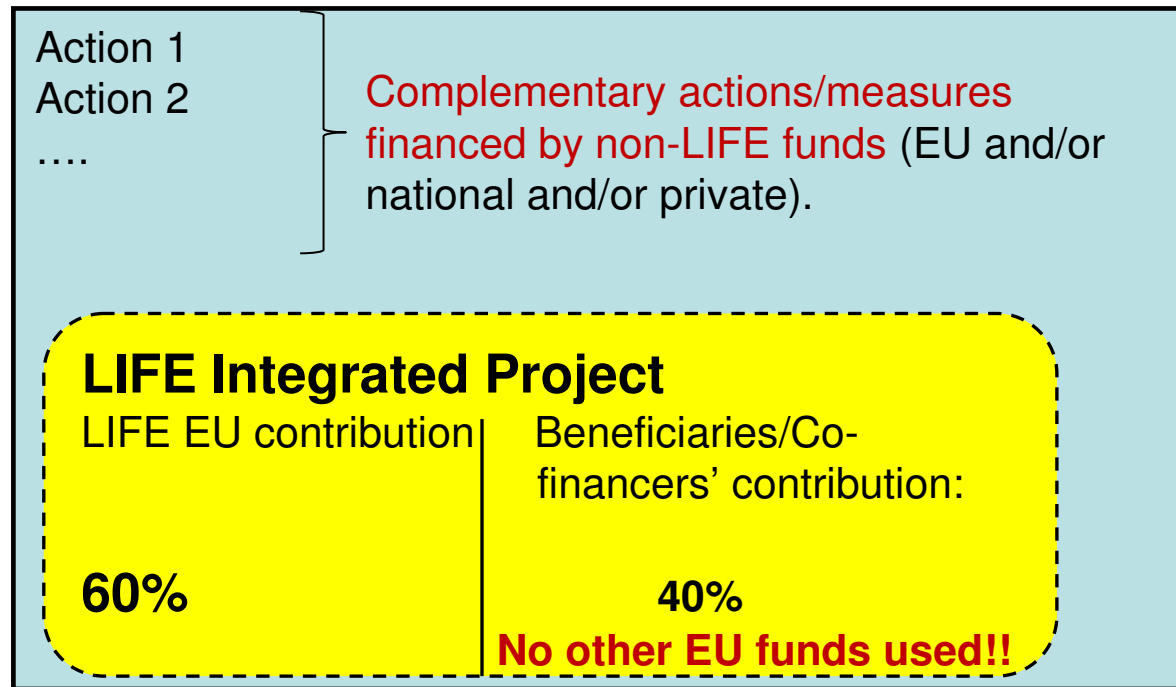 Action 1
Action 2
….
Complementary actions/measures
financed by non-LIFE funds (EU and/or
national and/or private).
LIFE Integrated Project
LIFE EU contribution
Beneficiaries/Co-
financers’ contribution:
60%
40%
No other EU funds used!!